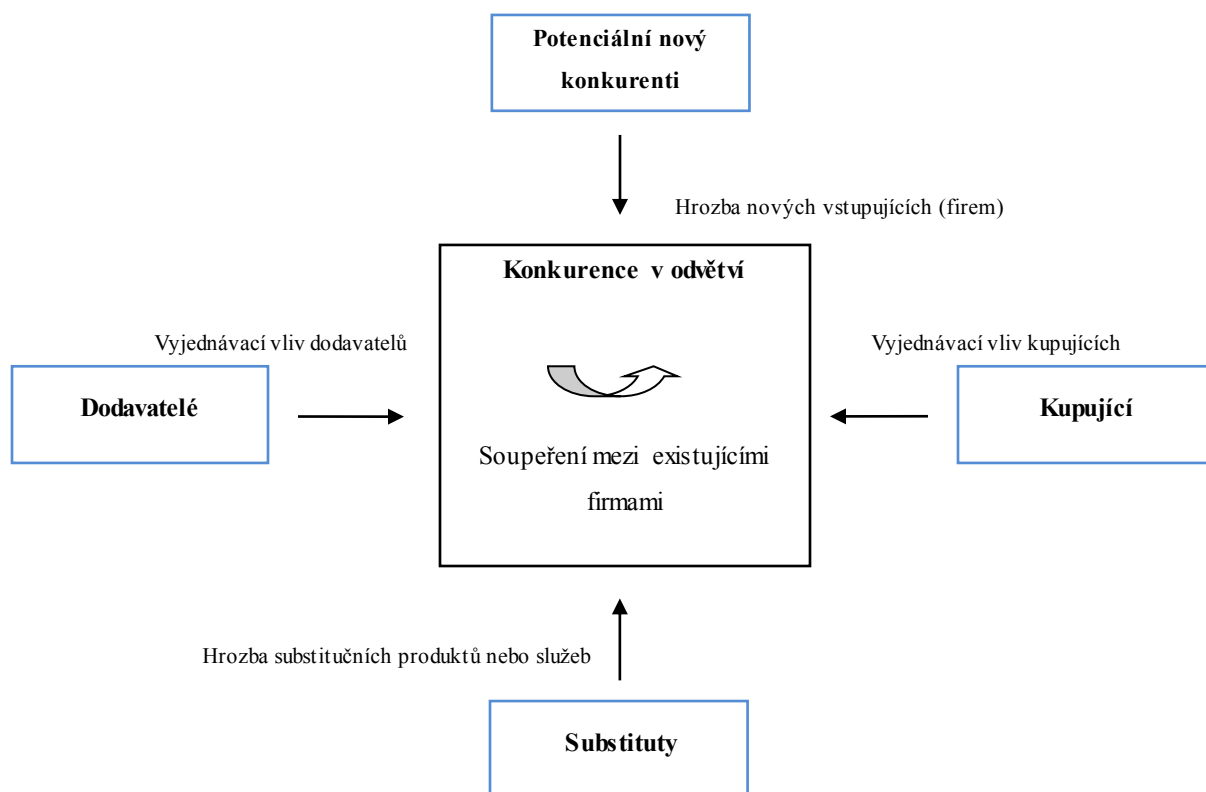 Potenciální nový
konkurenti
Hrozba nových vstupujících (firem)
Konkurence v odvětví
Vyjednávací vliv dodavatelů
Vyjednávací vliv kupujících
Dodavatelé
Kupující
Soupeření mezi existujícími
firmami
Hrozba substitučních produktů nebo služeb
Substituty